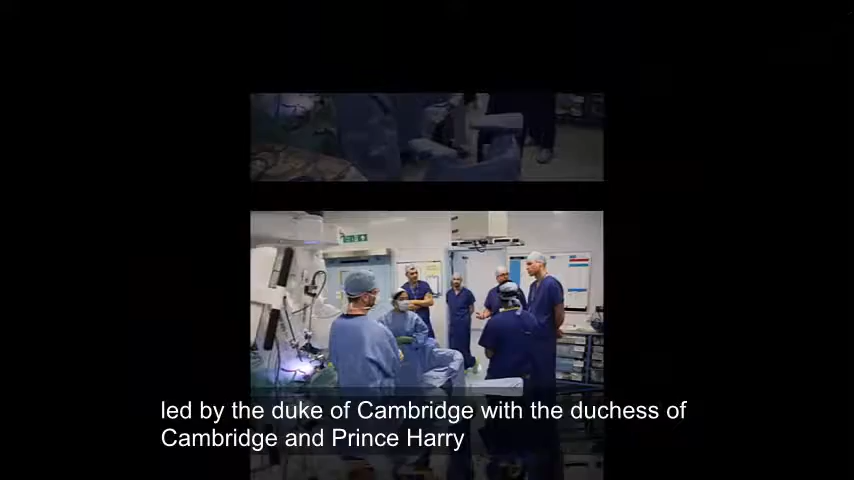 led by the duke of Cambridge with the duchess of
Cambridge and Prince Harry